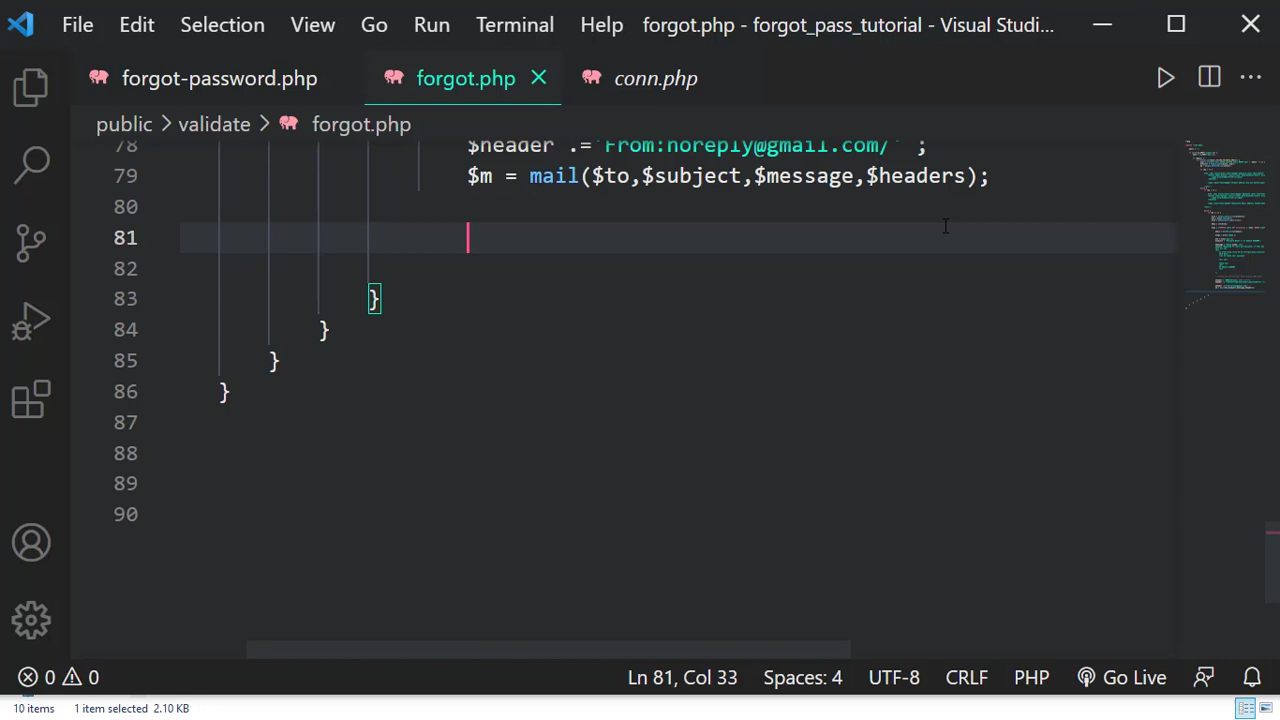 File Edit Selection View Go Run Terminal Help forgot.php - forgot_pass_tutorial - Visual Studi...
forgot-password.php forgot.php conn.php
public > validate > forgot.php
78 $header .="From:noreply@gmail.com/" ;
79 $m = mail($to,$subject,$message,$headers);
80
81
82
83 }
84 }
85 }
86 }
87
88
89
90
0 0 Ln 81, Col 33 Spaces: 4 UTF-8 CRLF PHP Go Live
10 items 1 item selected 2.10 KB